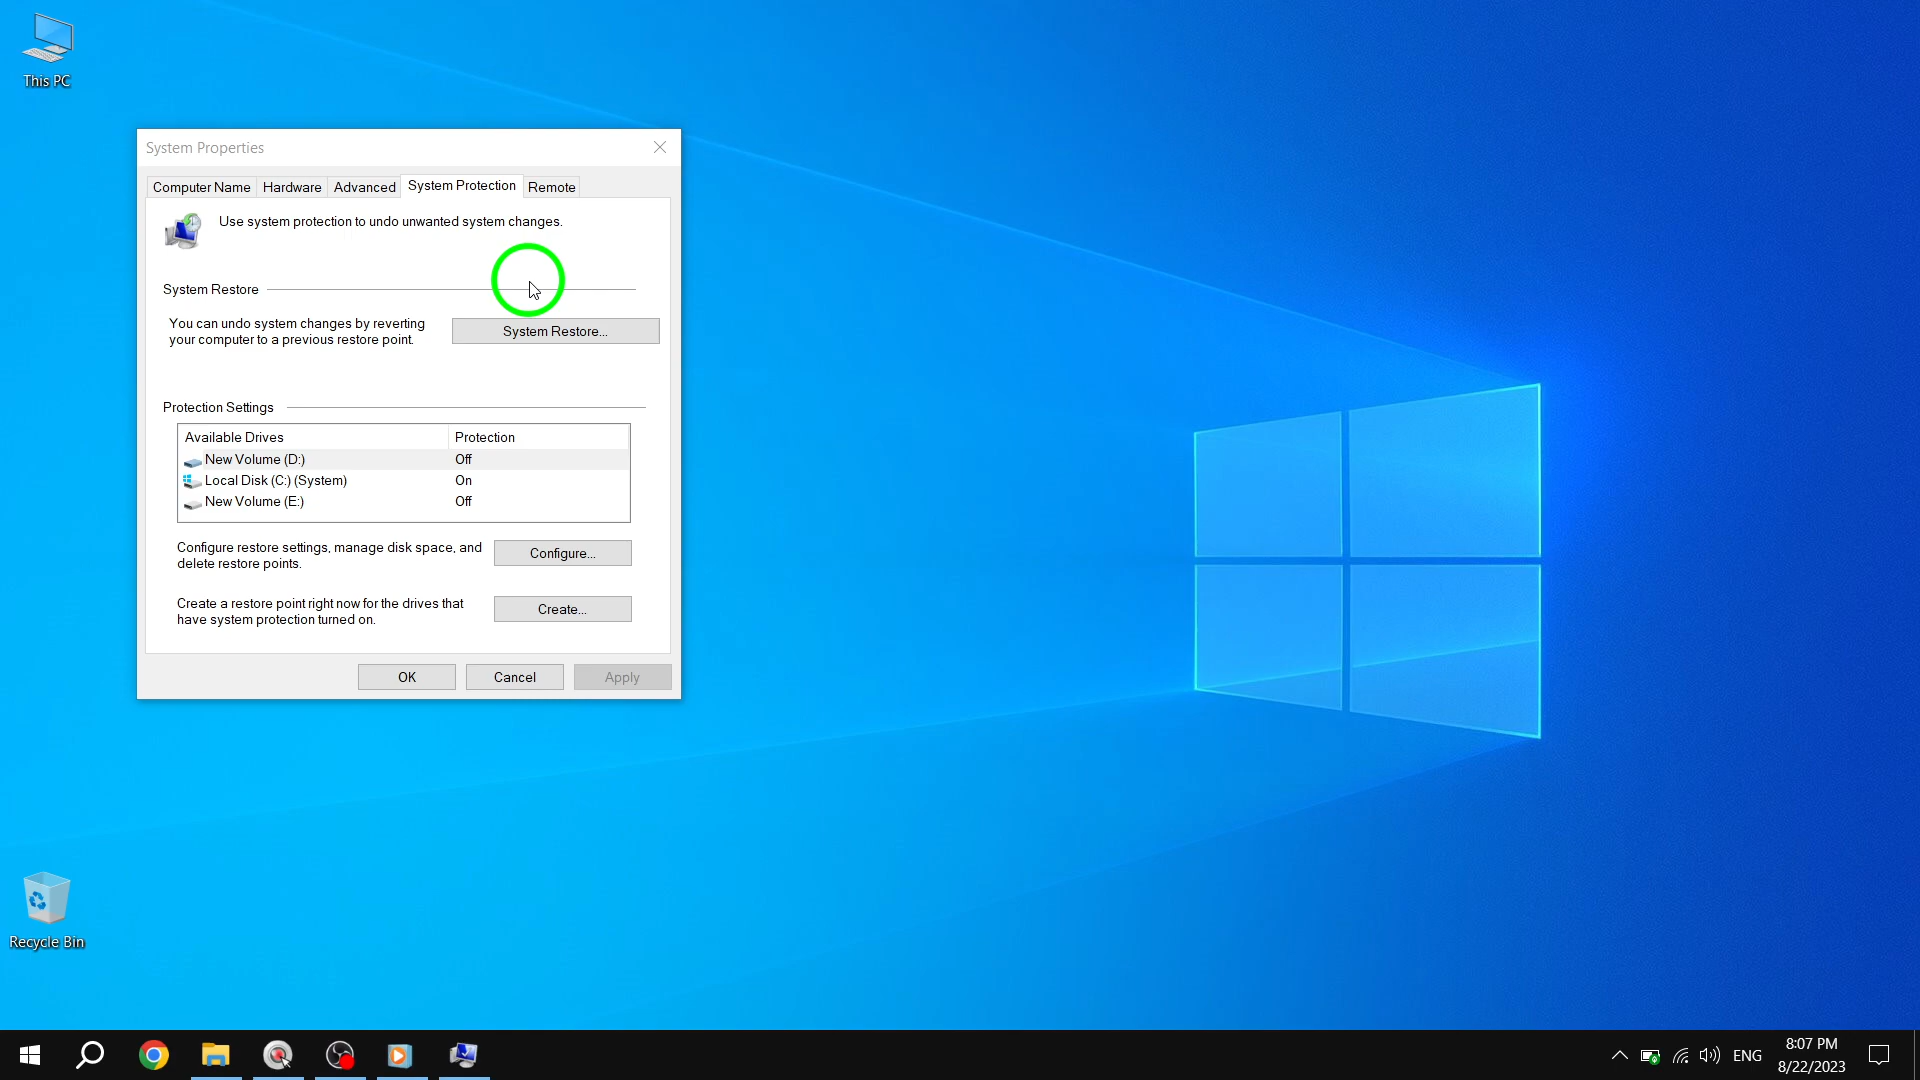 This PC
System Properties
Computer Name
Hardware
Advanced
System Protection
Remote
Use system protection to undo unwanted system changes.
System Restore
You can undo system changes by reverting
your computer to a previous restore point.
System Restore...
Protection Settings
Available Drives
Protection
New Volume (D:)
Off
Local Disk (C:) (System)
On
New Volume (E:)
Off
Configure restore settings, manage disk space, and
delete restore points.
Configure...
Create a restore point right now for the drives that
have system protection turned on.
Create...
OK
Cancel
Apply
Recycle Bin
ENG
8:07 PM
8/22/2023